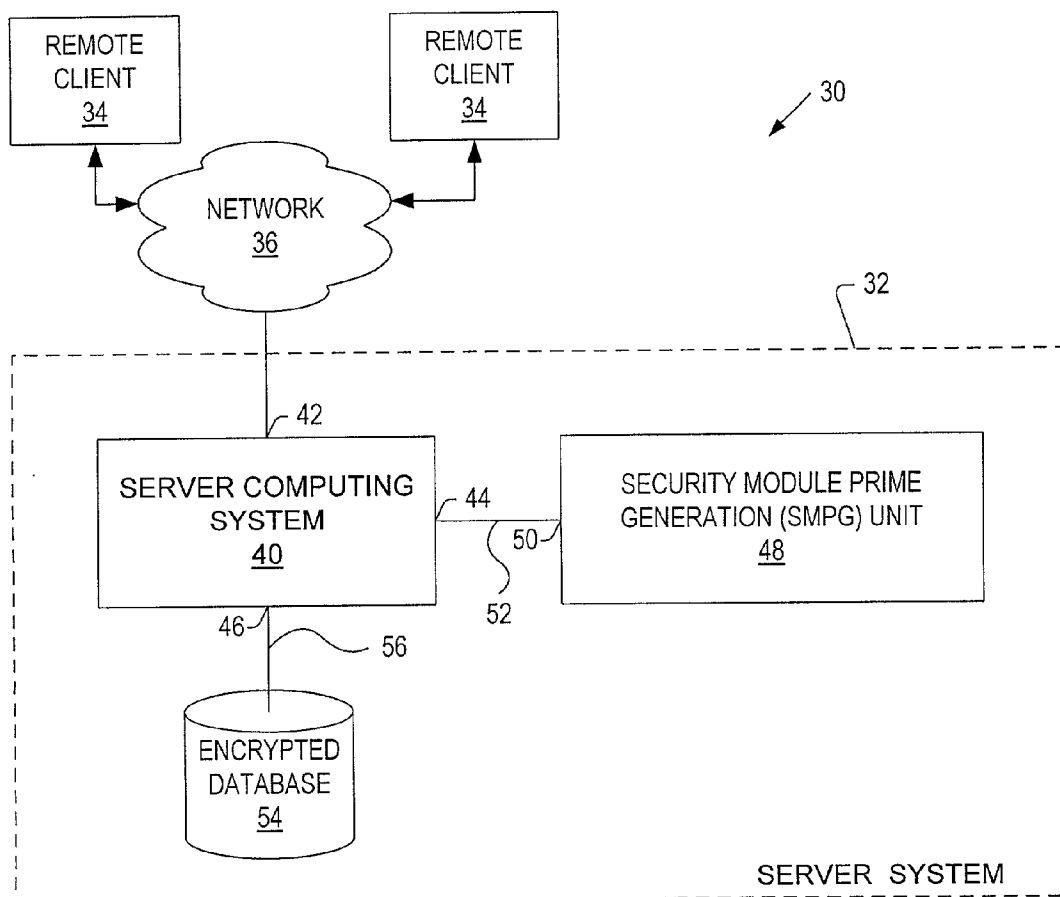 REMOTE
CLIENT
34
REMOTE
CLIENT
34
30
NETWORK
36
32
42
SERVER COMPUTING
SYSTEM
40
44
50
52
SECURITY MODULE PRIME
GENERATION (SMPG) UNIT
48
46
56
ENCRYPTED
DATABASE
54
SERVER SYSTEM